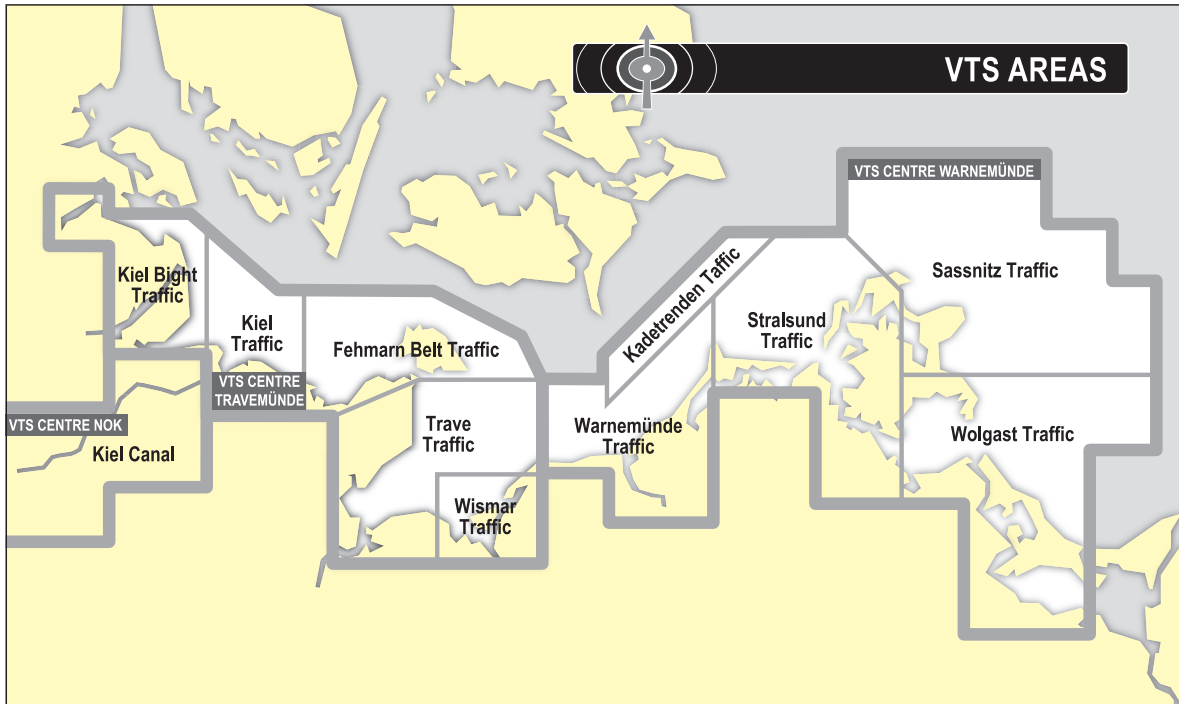 VTS AREAS
VTS CENTRE WARNEMÜNDE
Sassnitz Traffic
Kiel Bight
Traffic
Kadetrenden Taffic
Kiel
Traffic
Stralsund
Traffic
Fehmarn Belt Traffic
VTS CENTRE
TRAVEMÜNDE
VTS CENTRE NOK
Kiel Canal
Trave
Traffic
Warnemünde
Traffic
Wolgast Traffic
Wismar
Traffic